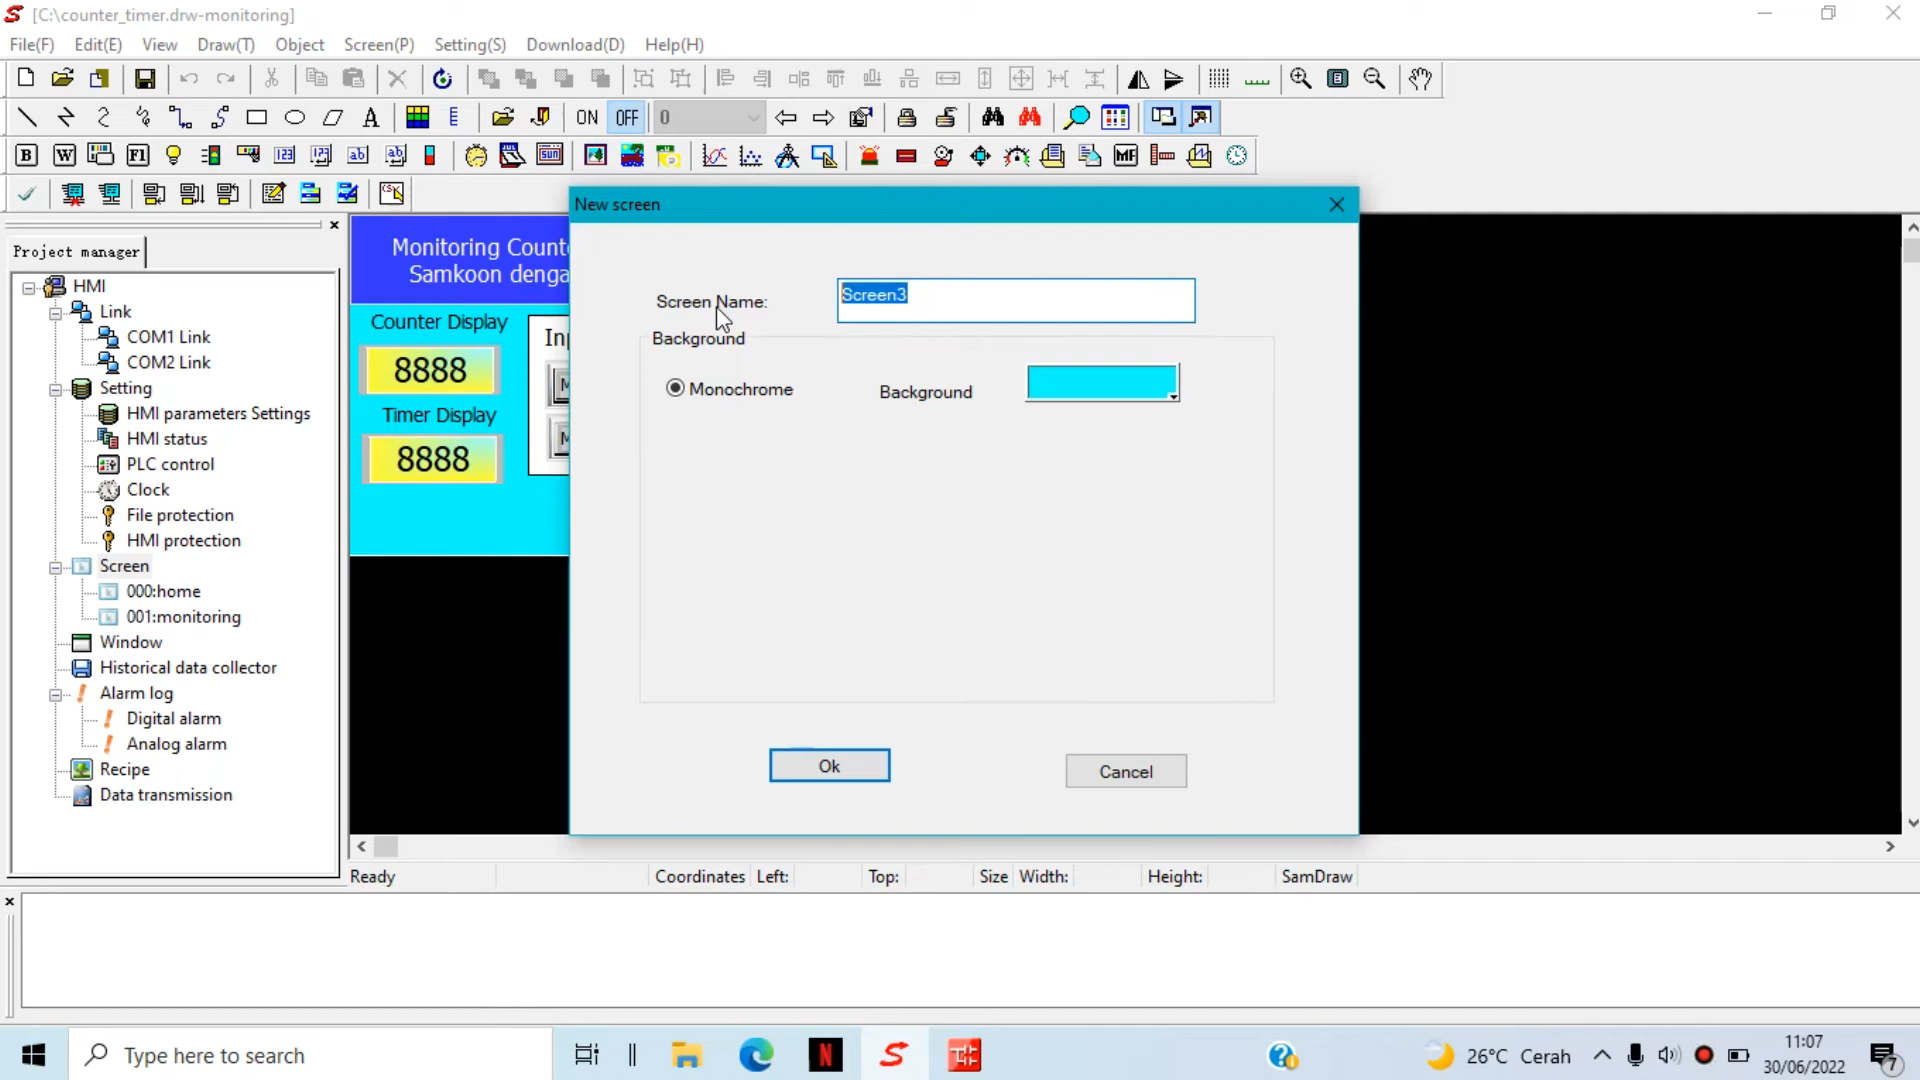 [C:\counter_timer.drw-monitoring]
File(F) Edit(E) View Draw(T) Object Screen(P) Setting(S) Download(D) Help(H)
ON OFF 0
Project manager
HMI
Link
COM1 Link
COM2 Link
Setting
HMI parameters Settings
HMI status
PLC control
Clock
File protection
HMI protection
Screen
000:home
001:monitoring
Window
Historical data collector
Alarm log
Digital alarm
Analog alarm
Recipe
Data transmission
Monitoring Count
Samkoon denga
Counter Display
8888
Timer Display
8888
New screen
Screen Name: Screen3
Background
Monochrome Background
Ok Cancel
Ready Coordinates Left: Top: Size Width: Height: SamDraw
Type here to search
26°C Cerah
11:07
30/06/2022
7